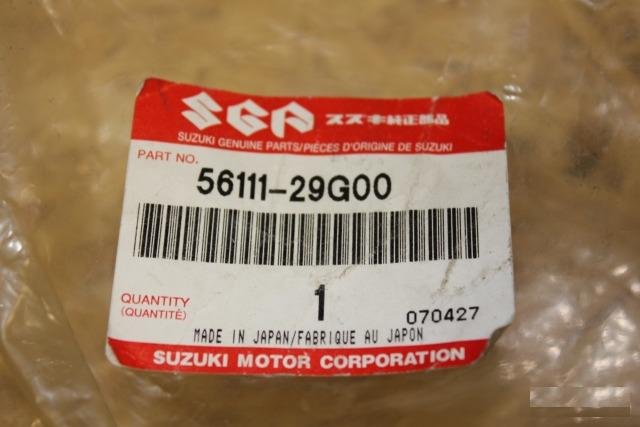 SGP スズキ純正部品
SUZUKI GENUINE PARTS/PIÈCES D'ORIGINE DE SUZUKI
PART NO.
56111-29G00
QUANTITY 1 070427
(QUANTITÉ)
MADE IN JAPAN/FABRIQUE AU JAPON
SUZUKI MOTOR CORPORATION